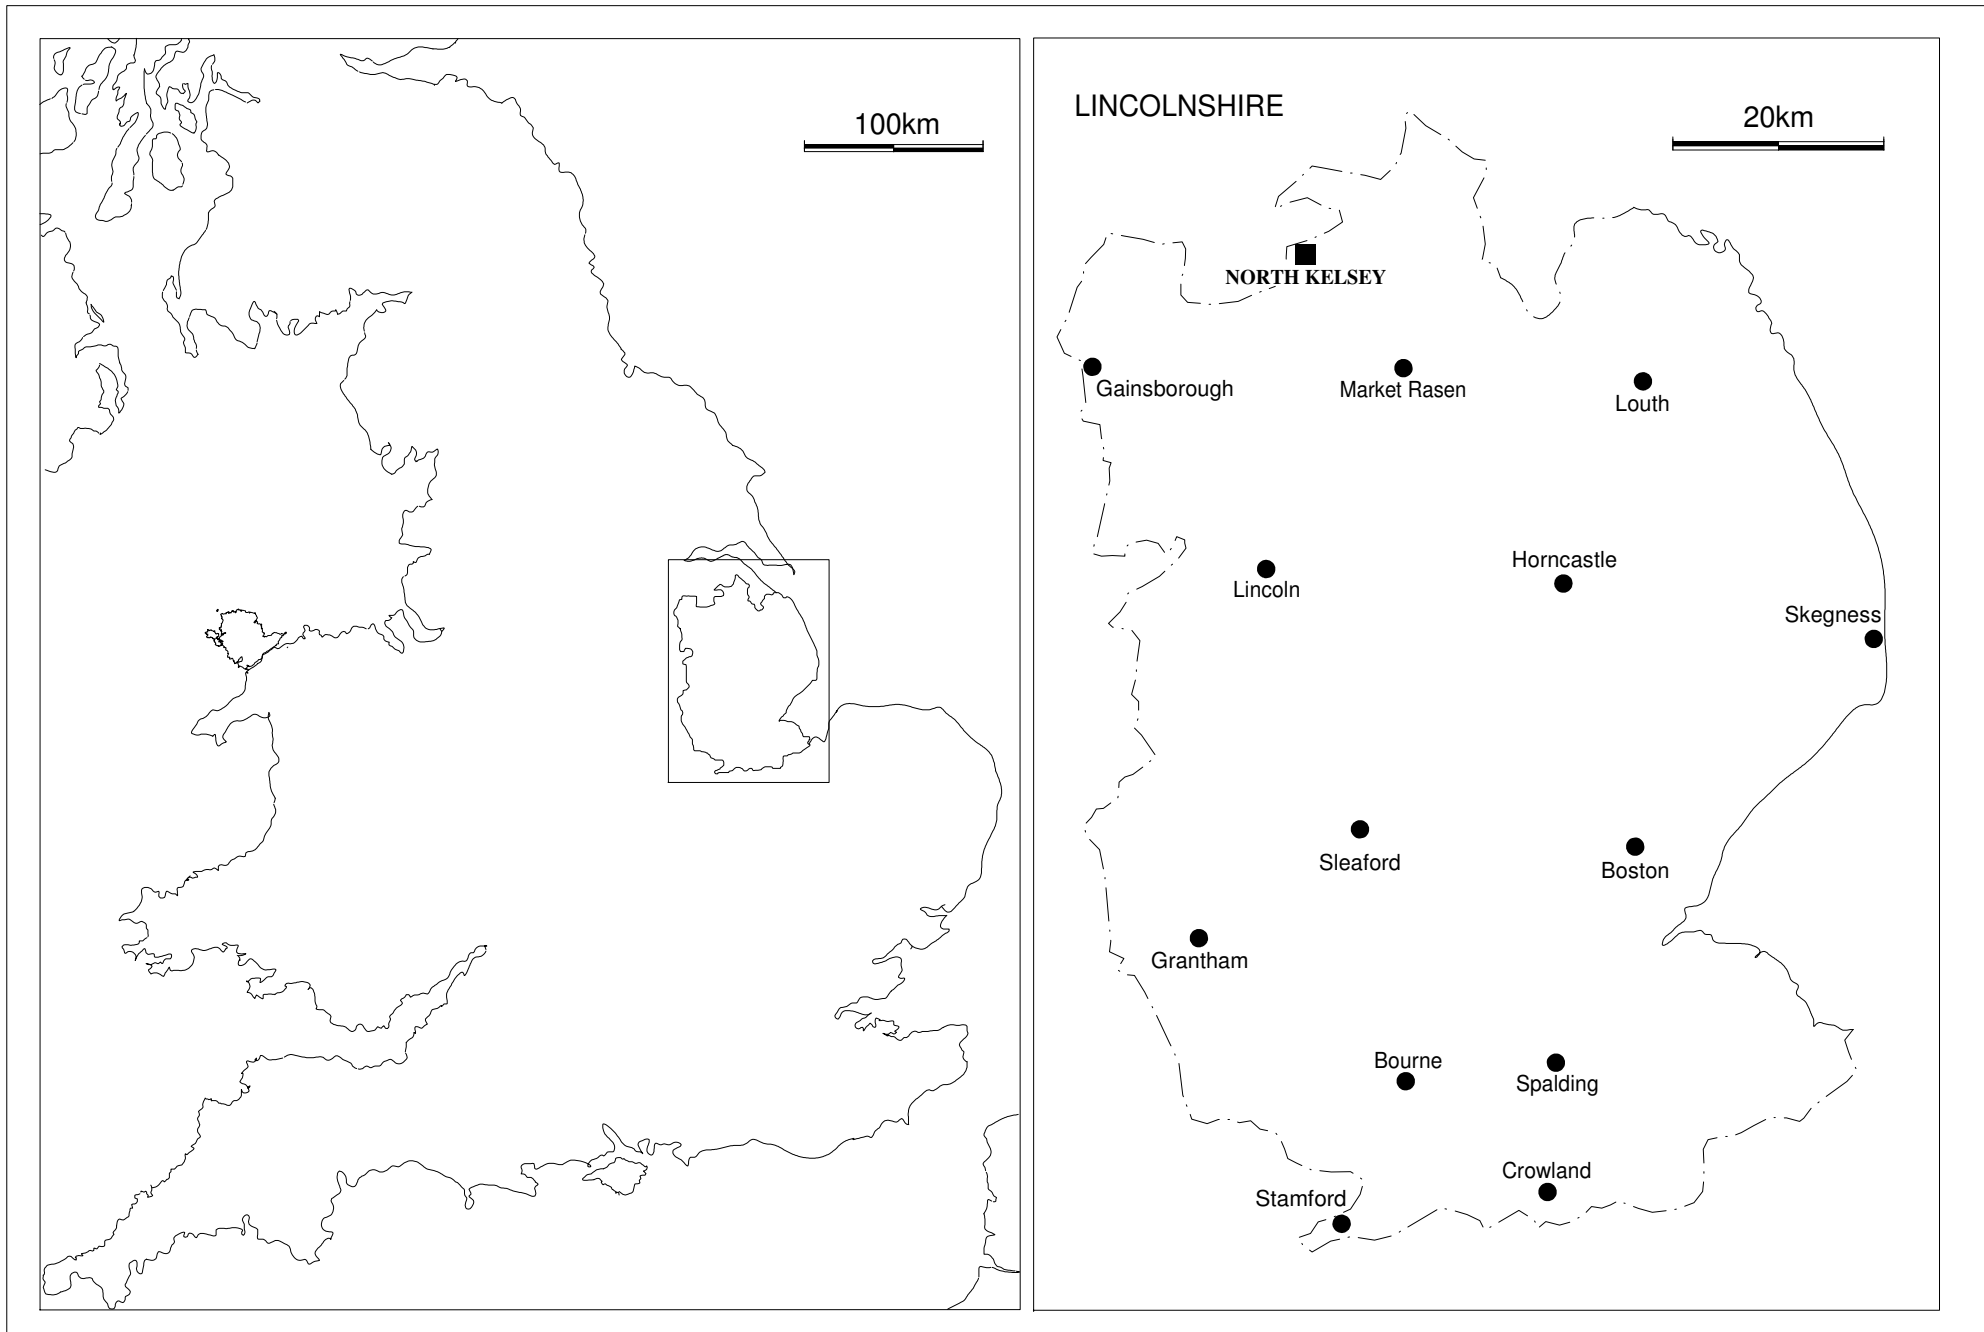 100km
LINCOLNSHIRE
20km
NORTH KELSEY
Gainsborough
Market Rasen
Louth
Horncastle
Lincoln
Skegness
Sleaford
Boston
Grantham
Bourne
Spalding
Crowland
Stamford